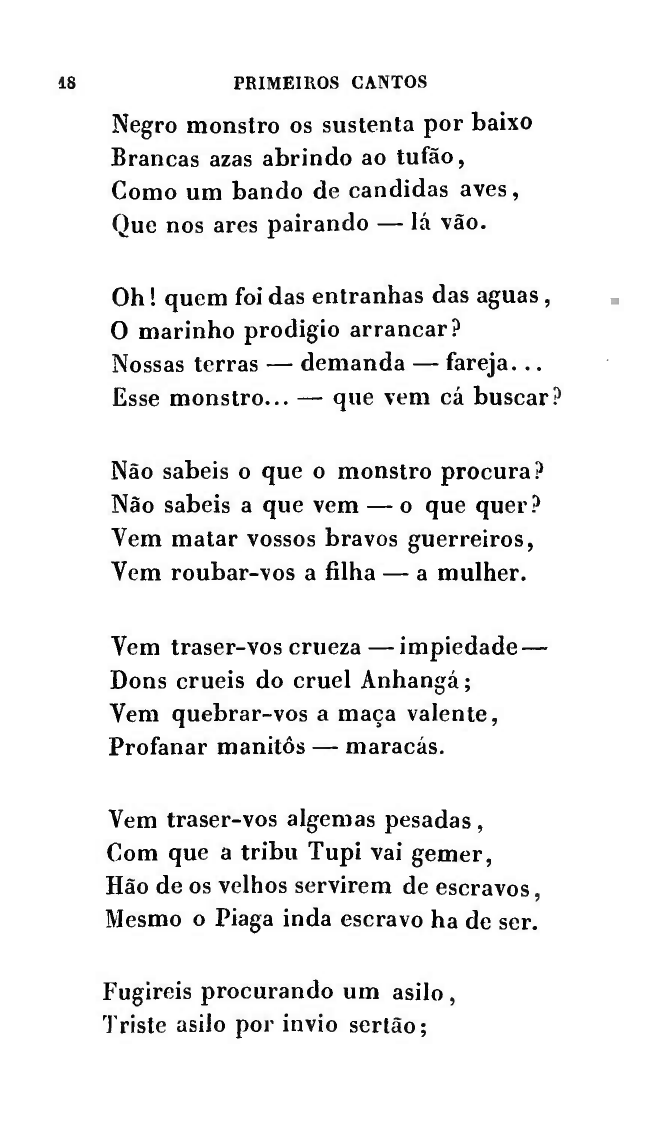 18 PRIMEIROS CANTOS
Negro monstro os sustenta por baixo
Brancas azas abrindo ao tufão,
Como um bando de candidas aves,
Que nos ares pairando — lá vão.
Oh! quem foi das entranhas das aguas,
O marinho prodigio arrancar?
Nossas terras — demanda — fareja...
Esse monstro... — que vem cá buscar?
Não sabeis o que o monstro procura?
Não sabeis a que vem — o que quer?
Vem matar vossos bravos guerreiros,
Vem roubar-vos a filha — a mulher.
Vem traser-vos crueza — impiedade —
Dons crueis do cruel Anhangá;
Vem quebrar-vos a maça valente,
Profanar manitôs — maracás.
Vem traser-vos algemas pesadas,
Com que a tribu Tupi vai gemer,
Hão de os velhos servirem de escravos,
Mesmo o Piaga inda escravo ha de ser.
Fugireis procurando um asilo,
Triste asilo por invio sertão;